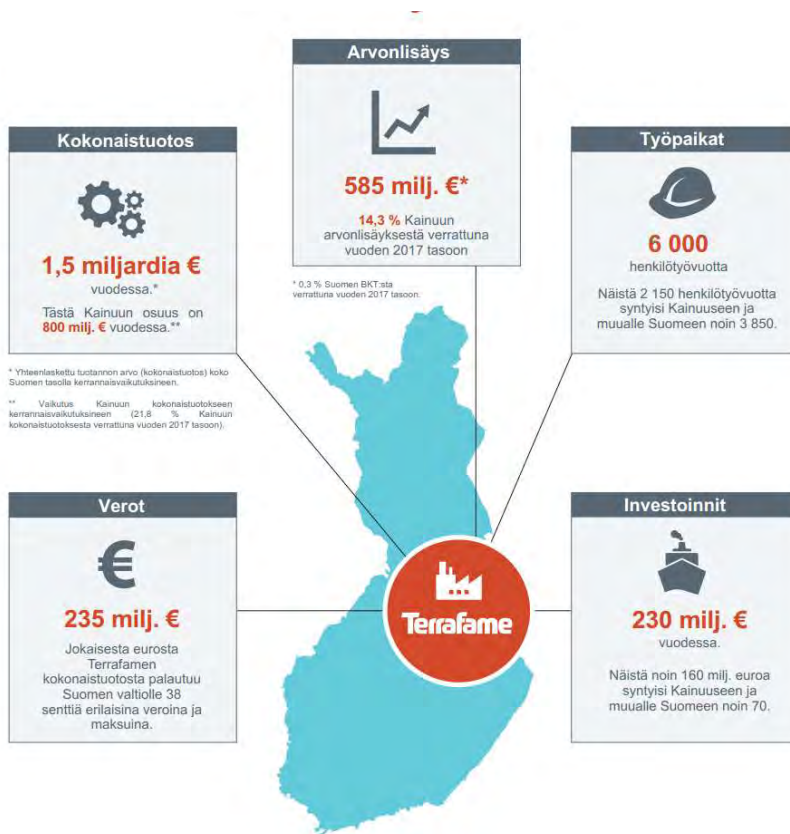 Arvonlisäys
585 milj. €*
14,3 % Kainuun
arvonlisäyksestä verrattuna
vuoden 2017 tasoon
* 0,3 % Suomen BKT:sta
verrattuna vuoden 2017 tasoon.
Kokonaistuotos
1,5 miljardia €
vuodessa.*
Tästä Kainuun osuus on
800 milj. € vuodessa.**
* Yhteenlaskettu tuotannon arvo (kokonaistuotos) koko
Suomen tasolla kerrannaisvaikutuksineen.
** Vaikutus Kainuun kokonaistuotokseen
kerrannaisvaikutuksineen (21,8 % Kainuun
kokonaistuotoksesta verrattuna vuoden 2017 tasoon).
Työpaikat
6 000
henkilötyövuotta
Näistä 2 150 henkilötyövuotta
syntyisi Kainuuseen ja
muualle Suomeen noin 3 850.
Verot
€
235 milj. €
Jokaisesta eurosta
Terrafamen
kokonaistuotosta palautuu
Suomen valtiolle 38
senttiä erilaisina veroina ja
maksuina.
Terrafame
Investoinnit
230 milj. €
vuodessa.
Näistä noin 160 milj. euroa
syntyisi Kainuuseen ja
muualle Suomeen noin 70.